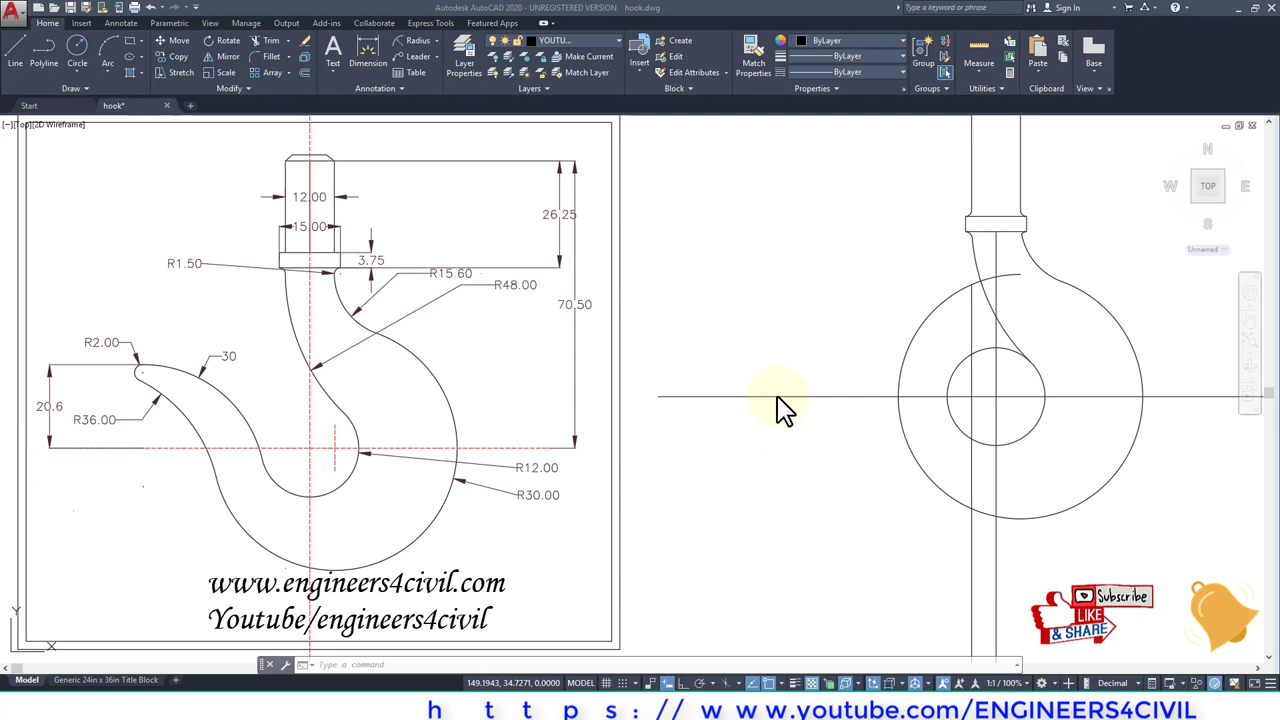 Autodesk AutoCAD 2020 - UNREGISTERED VERSION hook.dwg
Type a keyword or phrase
Sign In
Home Insert Annotate Parametric View Manage Output Add-ins Collaborate Express Tools Featured Apps
Line Polyline Circle Arc
Move Rotate Trim
Copy Mirror Fillet
Stretch Scale Array
Text Dimension
Radius
Leader
Table
Layer Properties
YOUTU...
Make Current
Match Layer
Insert
Create
Edit
Edit Attributes
Match Properties
ByLayer
ByLayer
ByLayer
Group
Measure
Paste
Base
Draw Modify Annotation Layers Block Properties Groups Utilities Clipboard View
Start hook*
[−][Top][2D Wireframe]
12.00
15.00
26.25
3.75
R1.50
R15.60
R48.00
70.50
R2.00
30
20.6
R36.00
R12.00
R30.00
www.engineers4civil.com
Youtube/engineers4civil
N
W TOP E
S
Unnamed
Subscribe
LIKE
& SHARE
Y
X
Type a command
Model Generic 24in x 36in Title Block
149.1943, 34.7271, 0.0000 MODEL
1:1 / 100%
Decimal
https://www.youtube.com/ENGINEERS4CIVIL